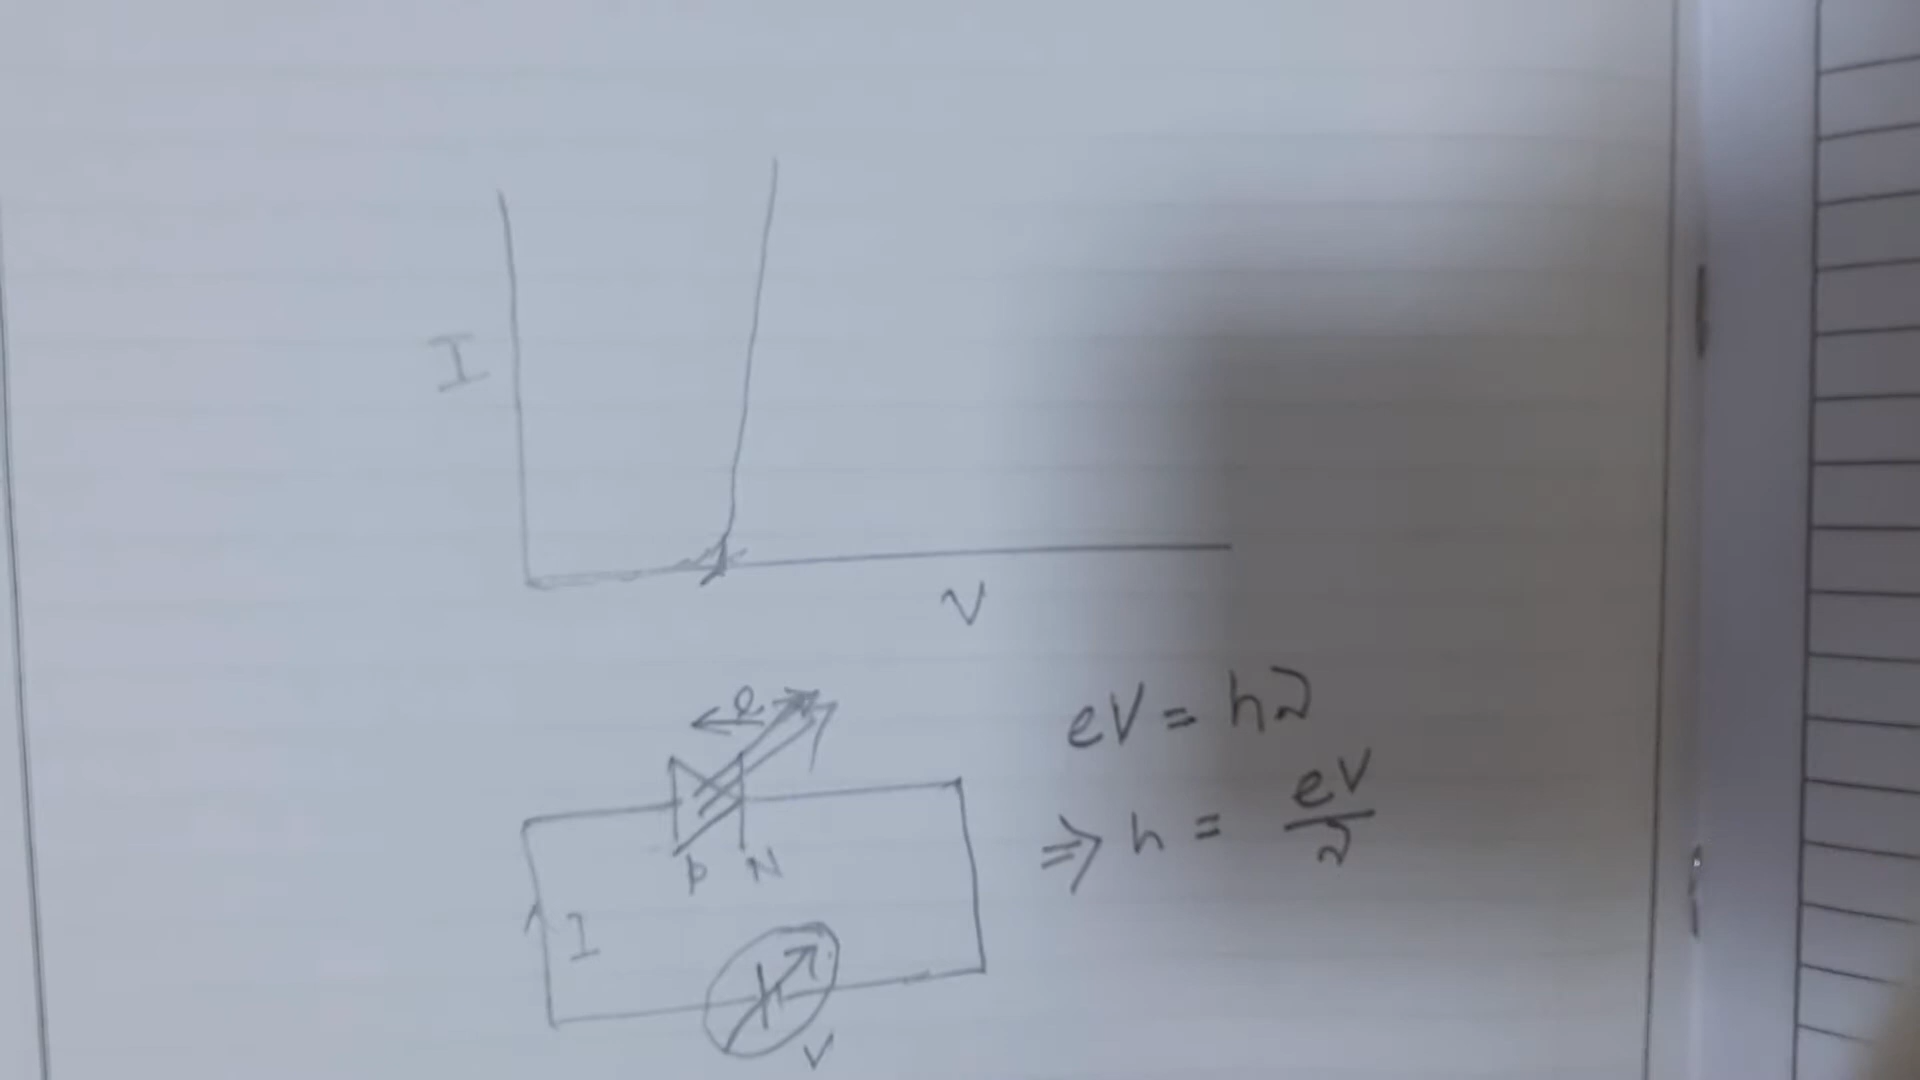 I
V
e
eV = hν
⇒ h = eV/ν
P N
I
V